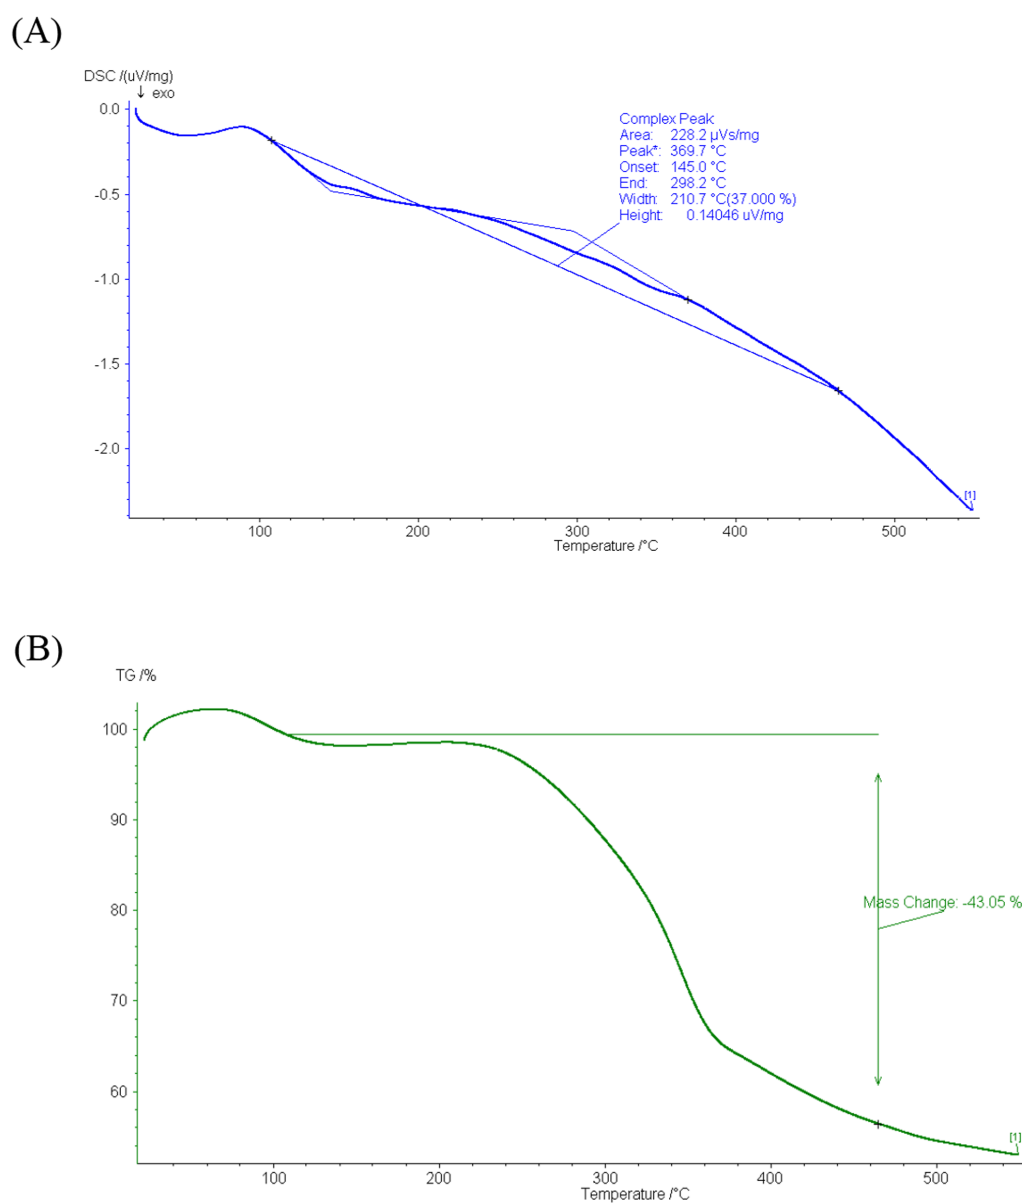 (A)
DSC /(uV/mg)
↓ exo
0.0
-0.5
-1.0
-1.5
-2.0
Complex Peak
Area: 228.2 µVs/mg
Peak*: 369.7 °C
Onset: 145.0 °C
End: 298.2 °C
Width: 210.7 °C(37.000 %)
Height: 0.14046 uV/mg
[1]
100 200 300 400 500
Temperature /°C
(B)
TG /%
100
90
80
70
60
Mass Change: -43.05 %
[1]
100 200 300 400 500
Temperature /°C